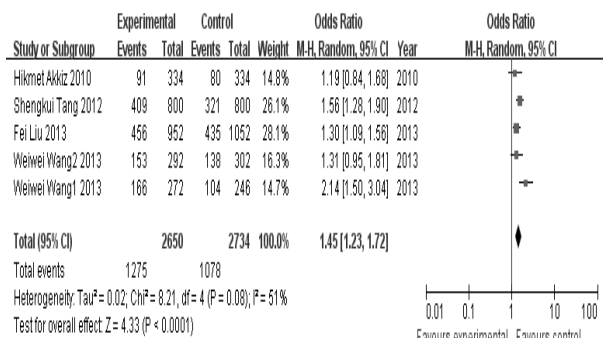 Experimental Control Odds Ratio Odds Ratio
Study or Subgroup Events Total Events Total Weight M-H, Random, 95% CI Year M-H, Random, 95% CI
Hikmet Akkiz 2010 91 334 80 334 14.8% 1.19 [0.84, 1.68] 2010
Shengkui Tang 2012 409 800 321 800 26.1% 1.56 [1.28, 1.90] 2012
Fei Liu 2013 456 952 435 1052 28.1% 1.30 [1.09, 1.56] 2013
Weiwei Wang2 2013 153 292 138 302 16.4% 1.31 [0.95, 1.81] 2013
Weiwei Wang1 2013 166 272 104 246 14.7% 2.14 [1.50, 3.04] 2013
Total (95% CI) 2650 2734 100.0% 1.45 [1.23, 1.72]
Total events 1275 1078
Heterogeneity: Tau² = 0.02; Chi² = 8.21, df = 4 (P = 0.08); I² = 51%
Test for overall effect: Z = 4.33 (P < 0.0001)
0.01 0.1 1 10 100
Favours experimental Favours control